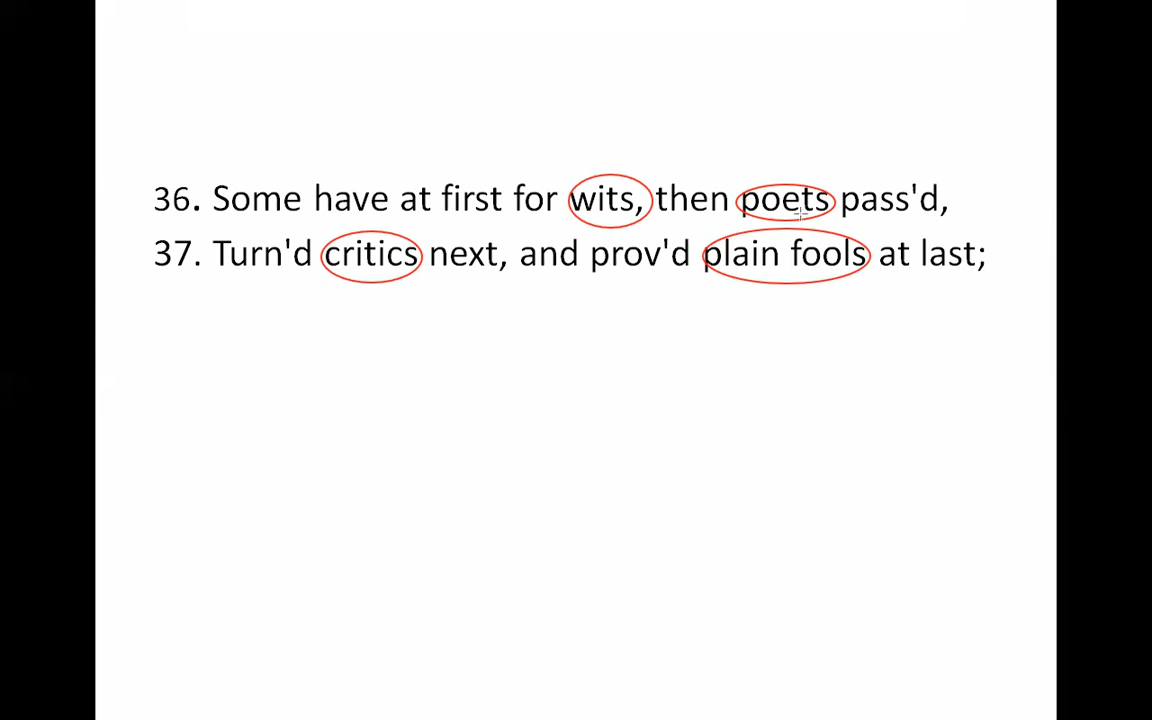 36. Some have at first for wits, then poets pass'd,
37. Turn'd critics next, and prov'd plain fools at last;